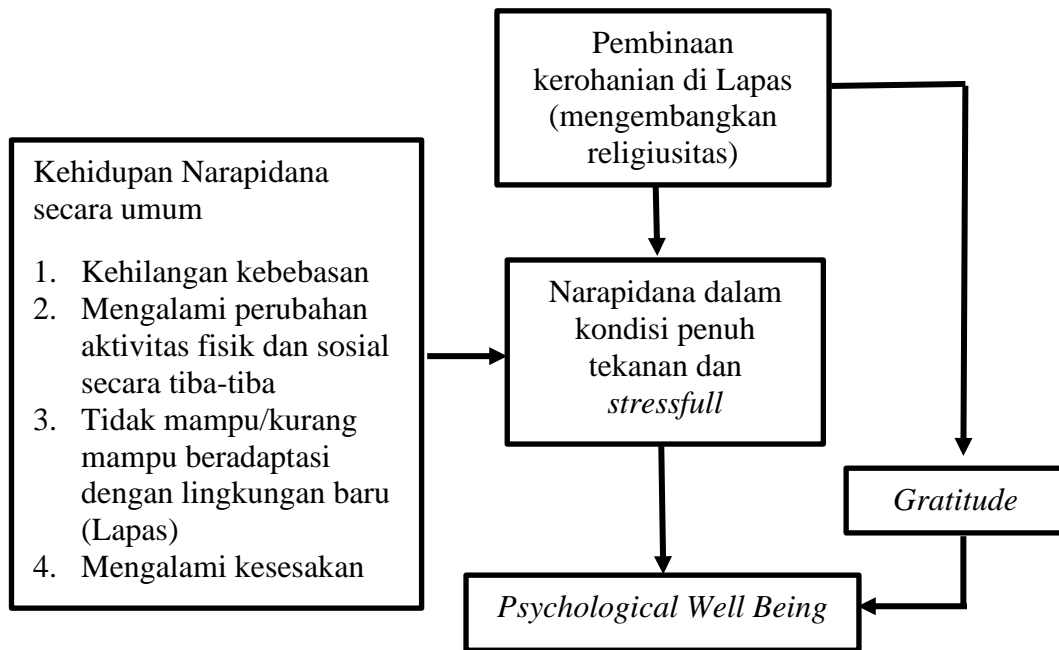 Pembinaan
kerohanian di Lapas
(mengembangkan
religiusitas)
Kehidupan Narapidana
secara umum
1. Kehilangan kebebasan
2. Mengalami perubahan
aktivitas fisik dan sosial
secara tiba-tiba
3. Tidak mampu/kurang
mampu beradaptasi
dengan lingkungan baru
(Lapas)
4. Mengalami kesesakan
Narapidana dalam
kondisi penuh
tekanan dan
stressfull
Gratitude
Psychological Well Being